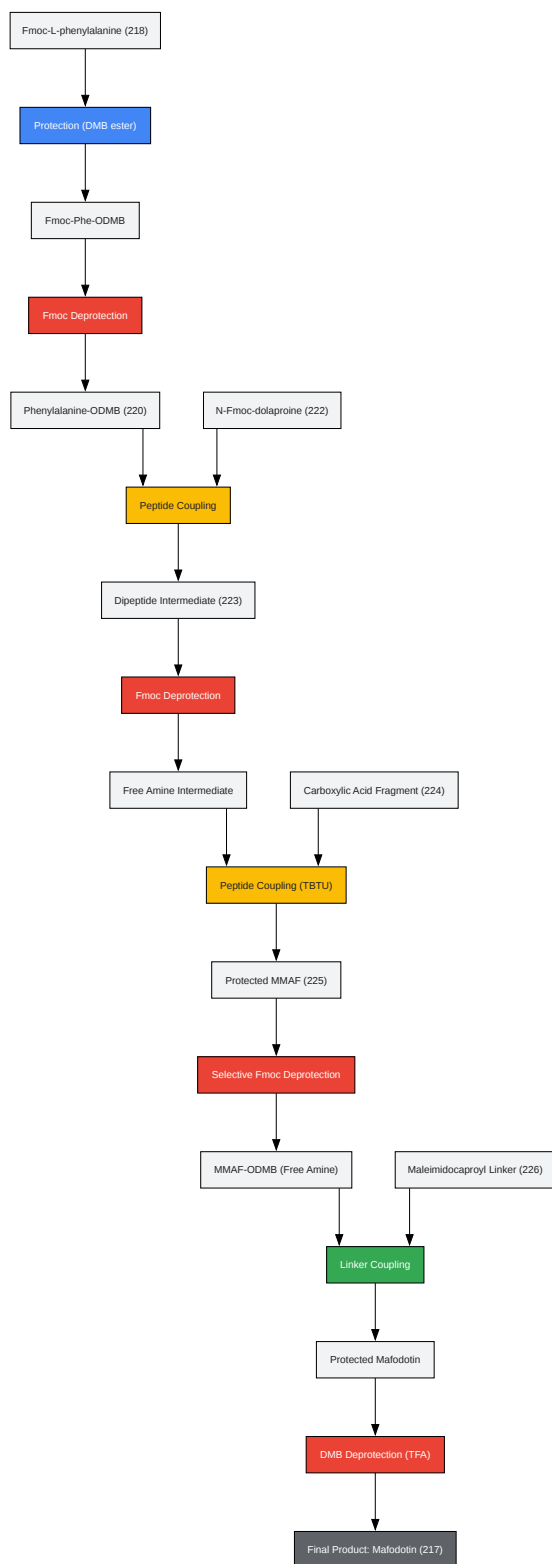 Fmoc-L-phenylalanine (218)
Protection (DMB ester)
Fmoc-Phe-ODMB
Fmoc Deprotection
Phenylalanine-ODMB (220)
N-Fmoc-dolaproine (222)
Peptide Coupling
Dipeptide Intermediate (223)
Fmoc Deprotection
Free Amine Intermediate
Carboxylic Acid Fragment (224)
Peptide Coupling (TBTU)
Protected MMAF (225)
Selective Fmoc Deprotection
MMAF-ODMB (Free Amine)
Maleimidocaproyl Linker (226)
Linker Coupling
Protected Mafodotin
DMB Deprotection (TFA)
Final Product: Mafodotin (217)